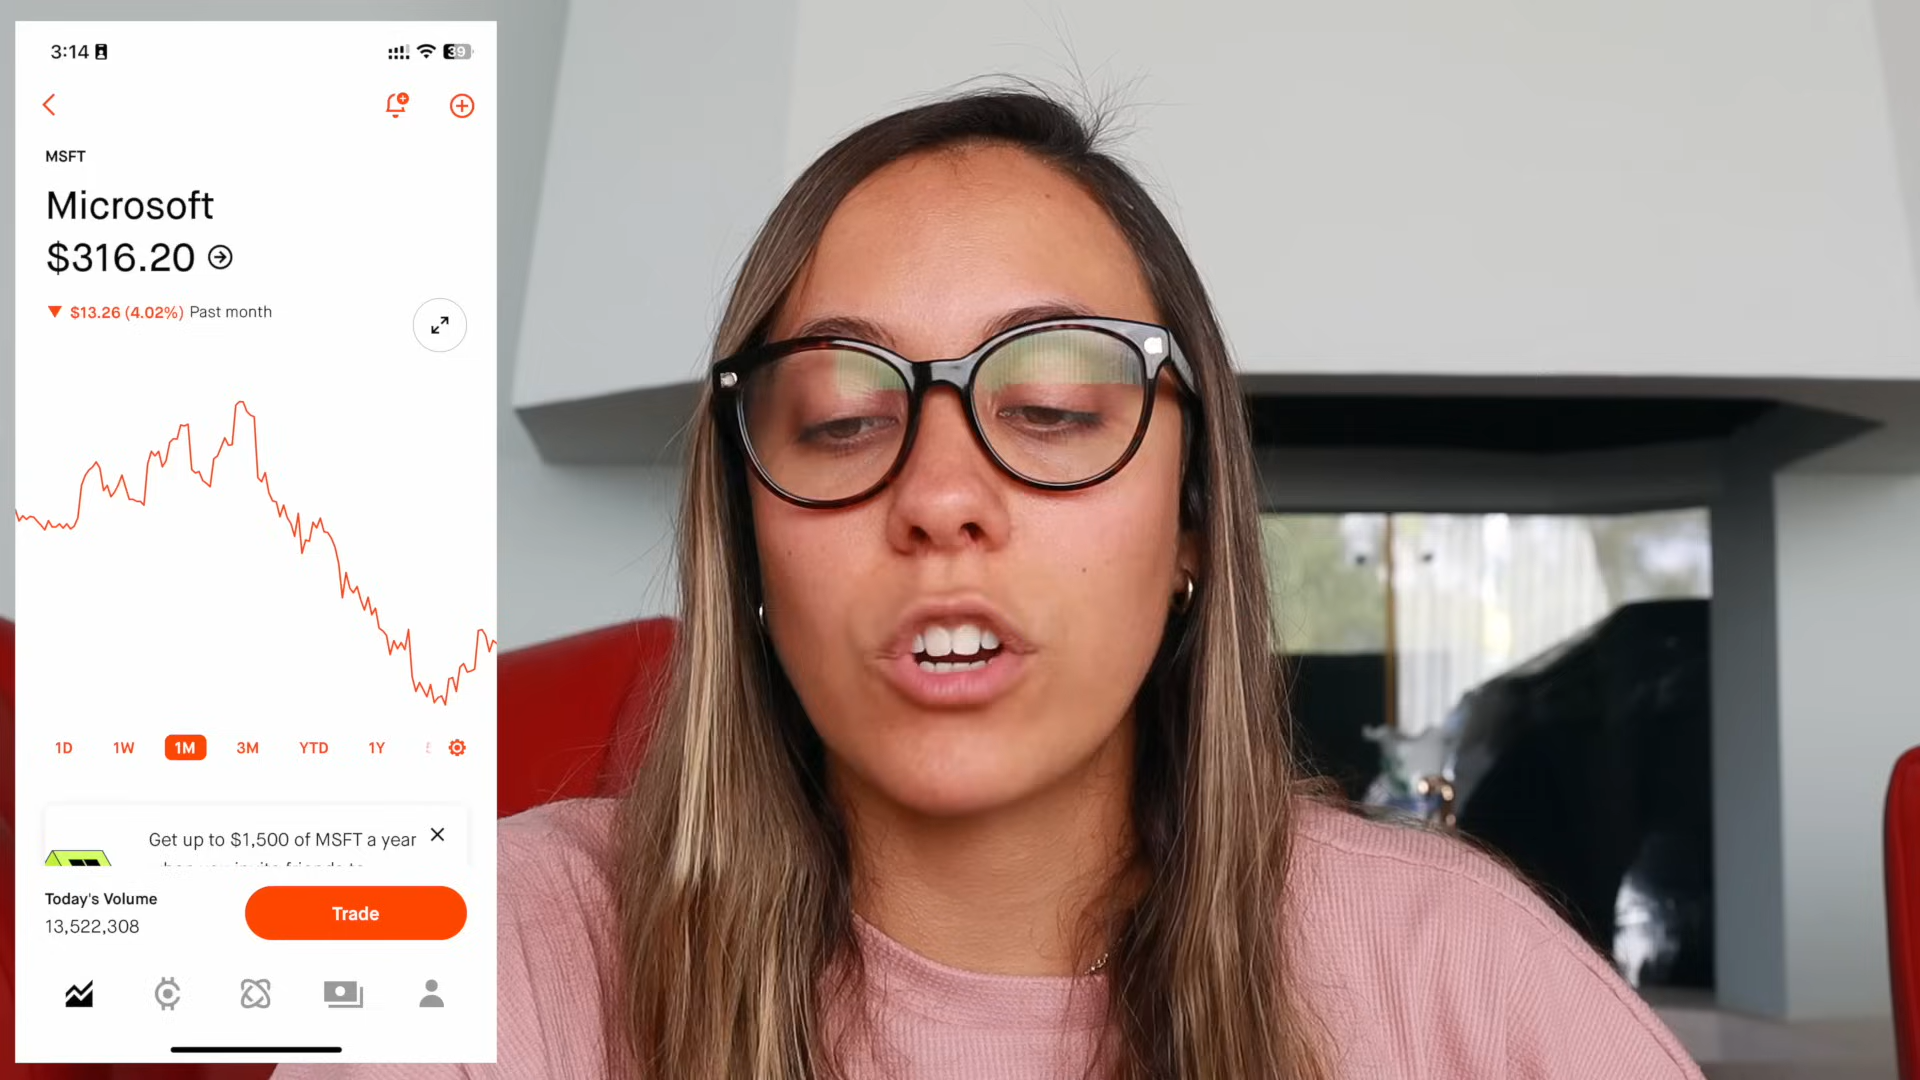 3:14
39
MSFT
Microsoft
$316.20
$13.26 (4.02%) Past month
1D 1W 1M 3M YTD 1Y
Get up to $1,500 of MSFT a year
Today's Volume
13,522,308
Trade